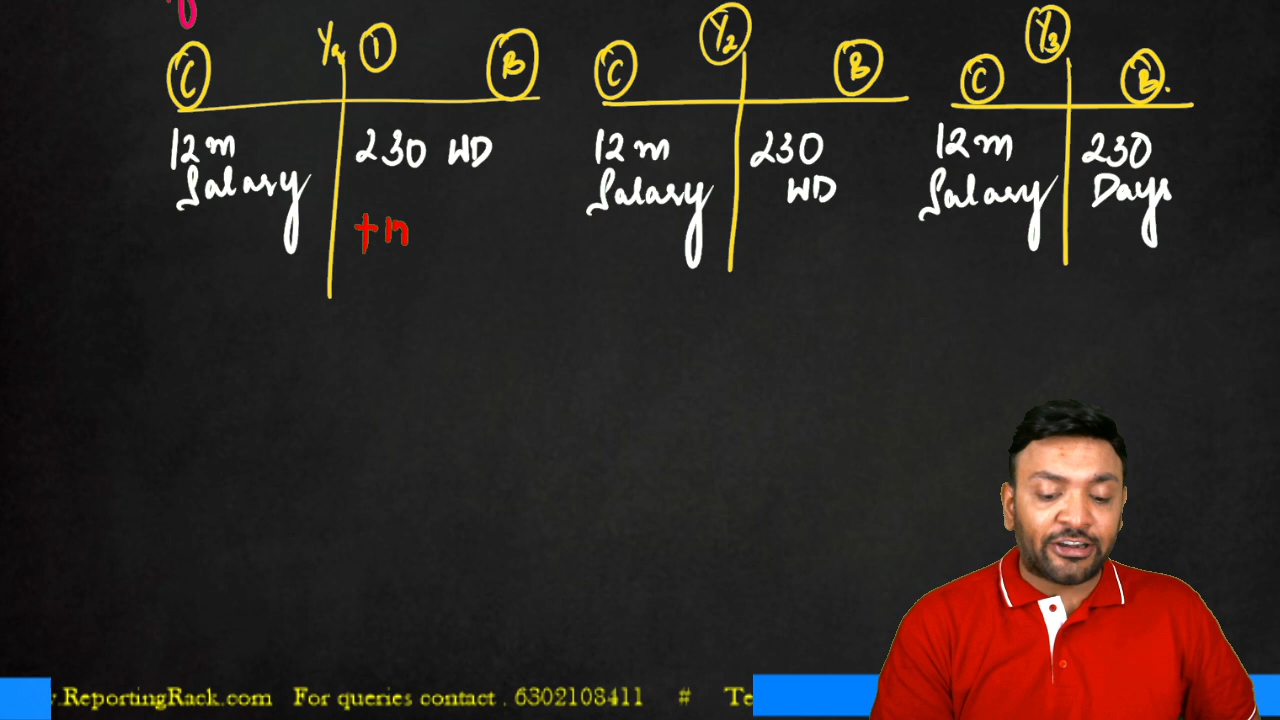 C Yr 1 B
12m Salary
230 WD
+ m
C Y2 B
12m Salary
230 WD
C Y3 B.
12m Salary
230 Days
.ReportingRack.com For queries contact . 6302108411 # Te